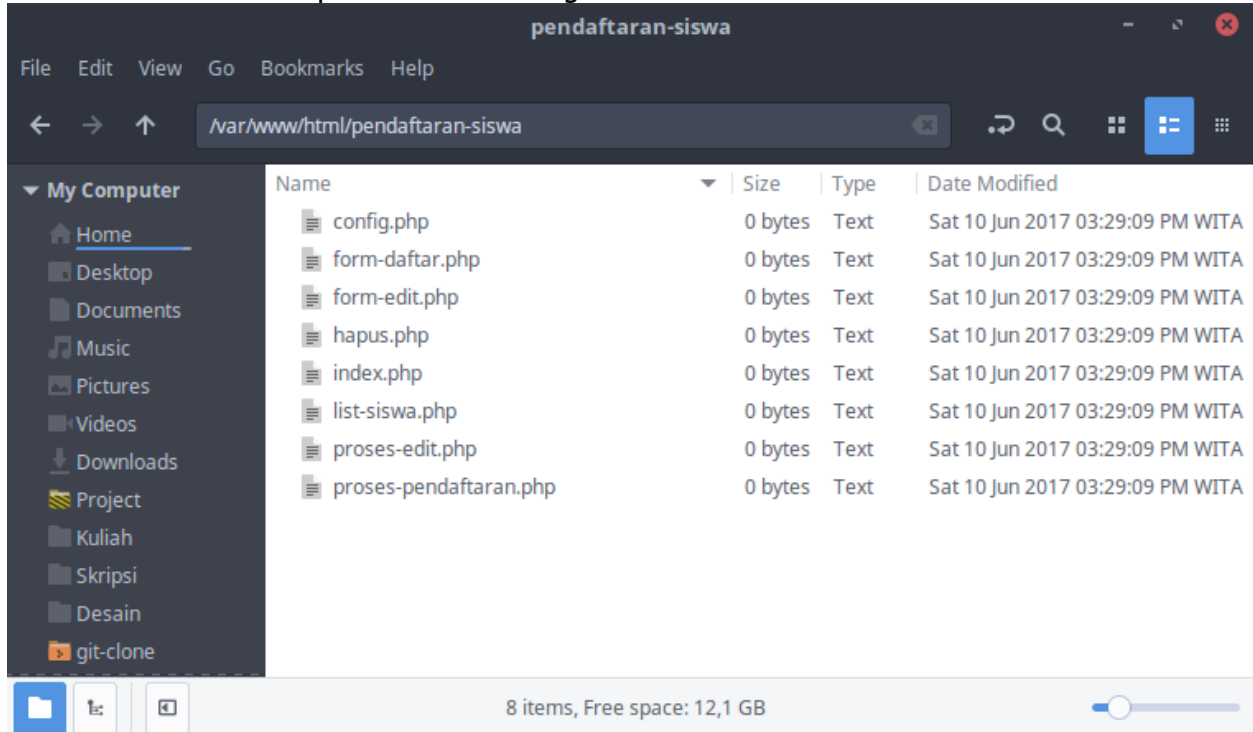 pendaftaran-siswa
File Edit View Go Bookmarks Help
/var/www/html/pendaftaran-siswa
My Computer
Home
Desktop
Documents
Music
Pictures
Videos
Downloads
Project
Kuliah
Skripsi
Desain
git-clone
Name Size Type Date Modified
config.php 0 bytes Text Sat 10 Jun 2017 03:29:09 PM WITA
form-daftar.php 0 bytes Text Sat 10 Jun 2017 03:29:09 PM WITA
form-edit.php 0 bytes Text Sat 10 Jun 2017 03:29:09 PM WITA
hapus.php 0 bytes Text Sat 10 Jun 2017 03:29:09 PM WITA
index.php 0 bytes Text Sat 10 Jun 2017 03:29:09 PM WITA
list-siswa.php 0 bytes Text Sat 10 Jun 2017 03:29:09 PM WITA
proses-edit.php 0 bytes Text Sat 10 Jun 2017 03:29:09 PM WITA
proses-pendaftaran.php 0 bytes Text Sat 10 Jun 2017 03:29:09 PM WITA
8 items, Free space: 12,1 GB